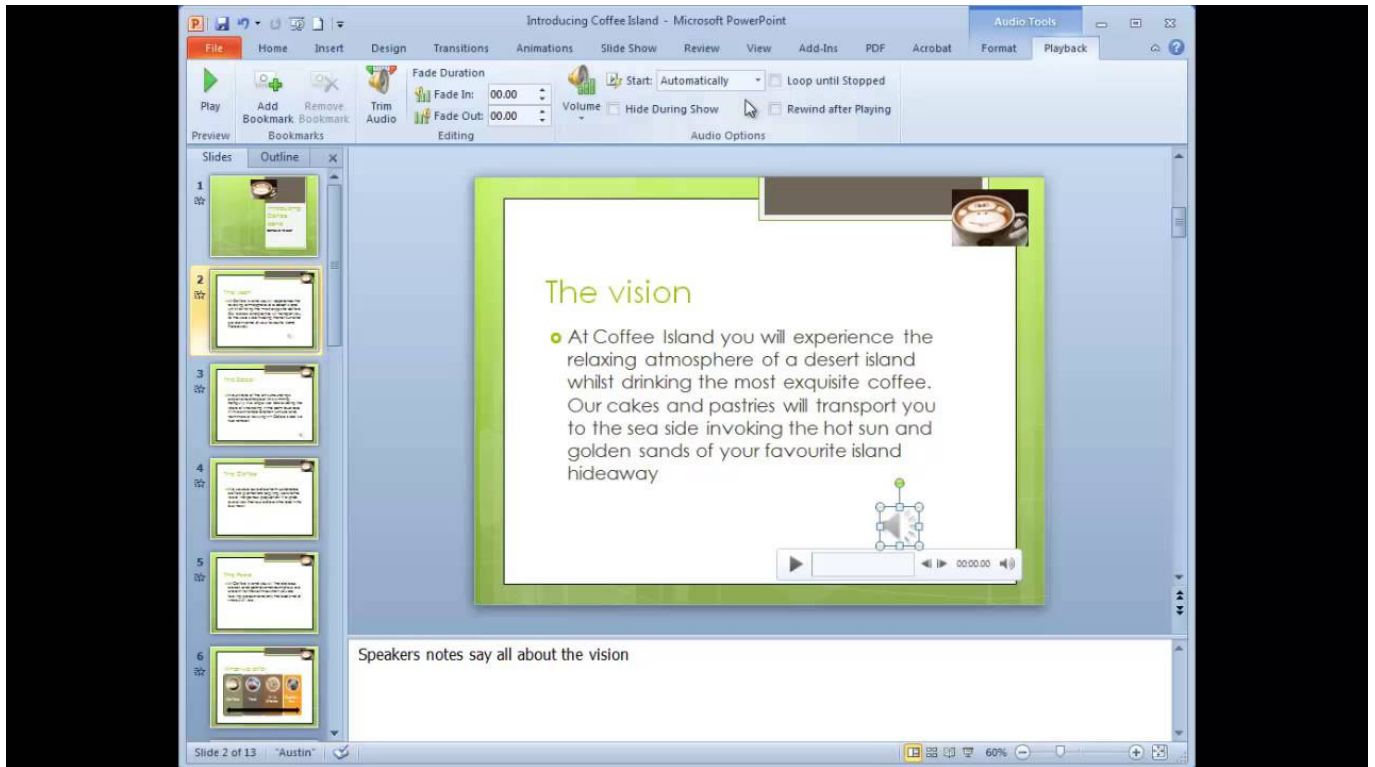 Introducing Coffee Island - Microsoft PowerPoint
Audio Tools
File Home Insert Design Transitions Animations Slide Show Review View Add-Ins PDF Acrobat Format Playback
Play
Preview
Add Bookmark
Remove Bookmark
Bookmarks
Trim Audio
Fade Duration
Fade In: 00.00
Fade Out: 00.00
Editing
Volume
Start: Automatically
Hide During Show
Loop until Stopped
Rewind after Playing
Audio Options
Slides Outline
1
2
3
4
5
6
The vision
At Coffee Island you will experience the
relaxing atmosphere of a desert island
whilst drinking the most exquisite coffee.
Our cakes and pastries will transport you
to the sea side invoking the hot sun and
golden sands of your favourite island
hideaway
00:00.00
Speakers notes say all about the vision
Slide 2 of 13 "Austin" 60%